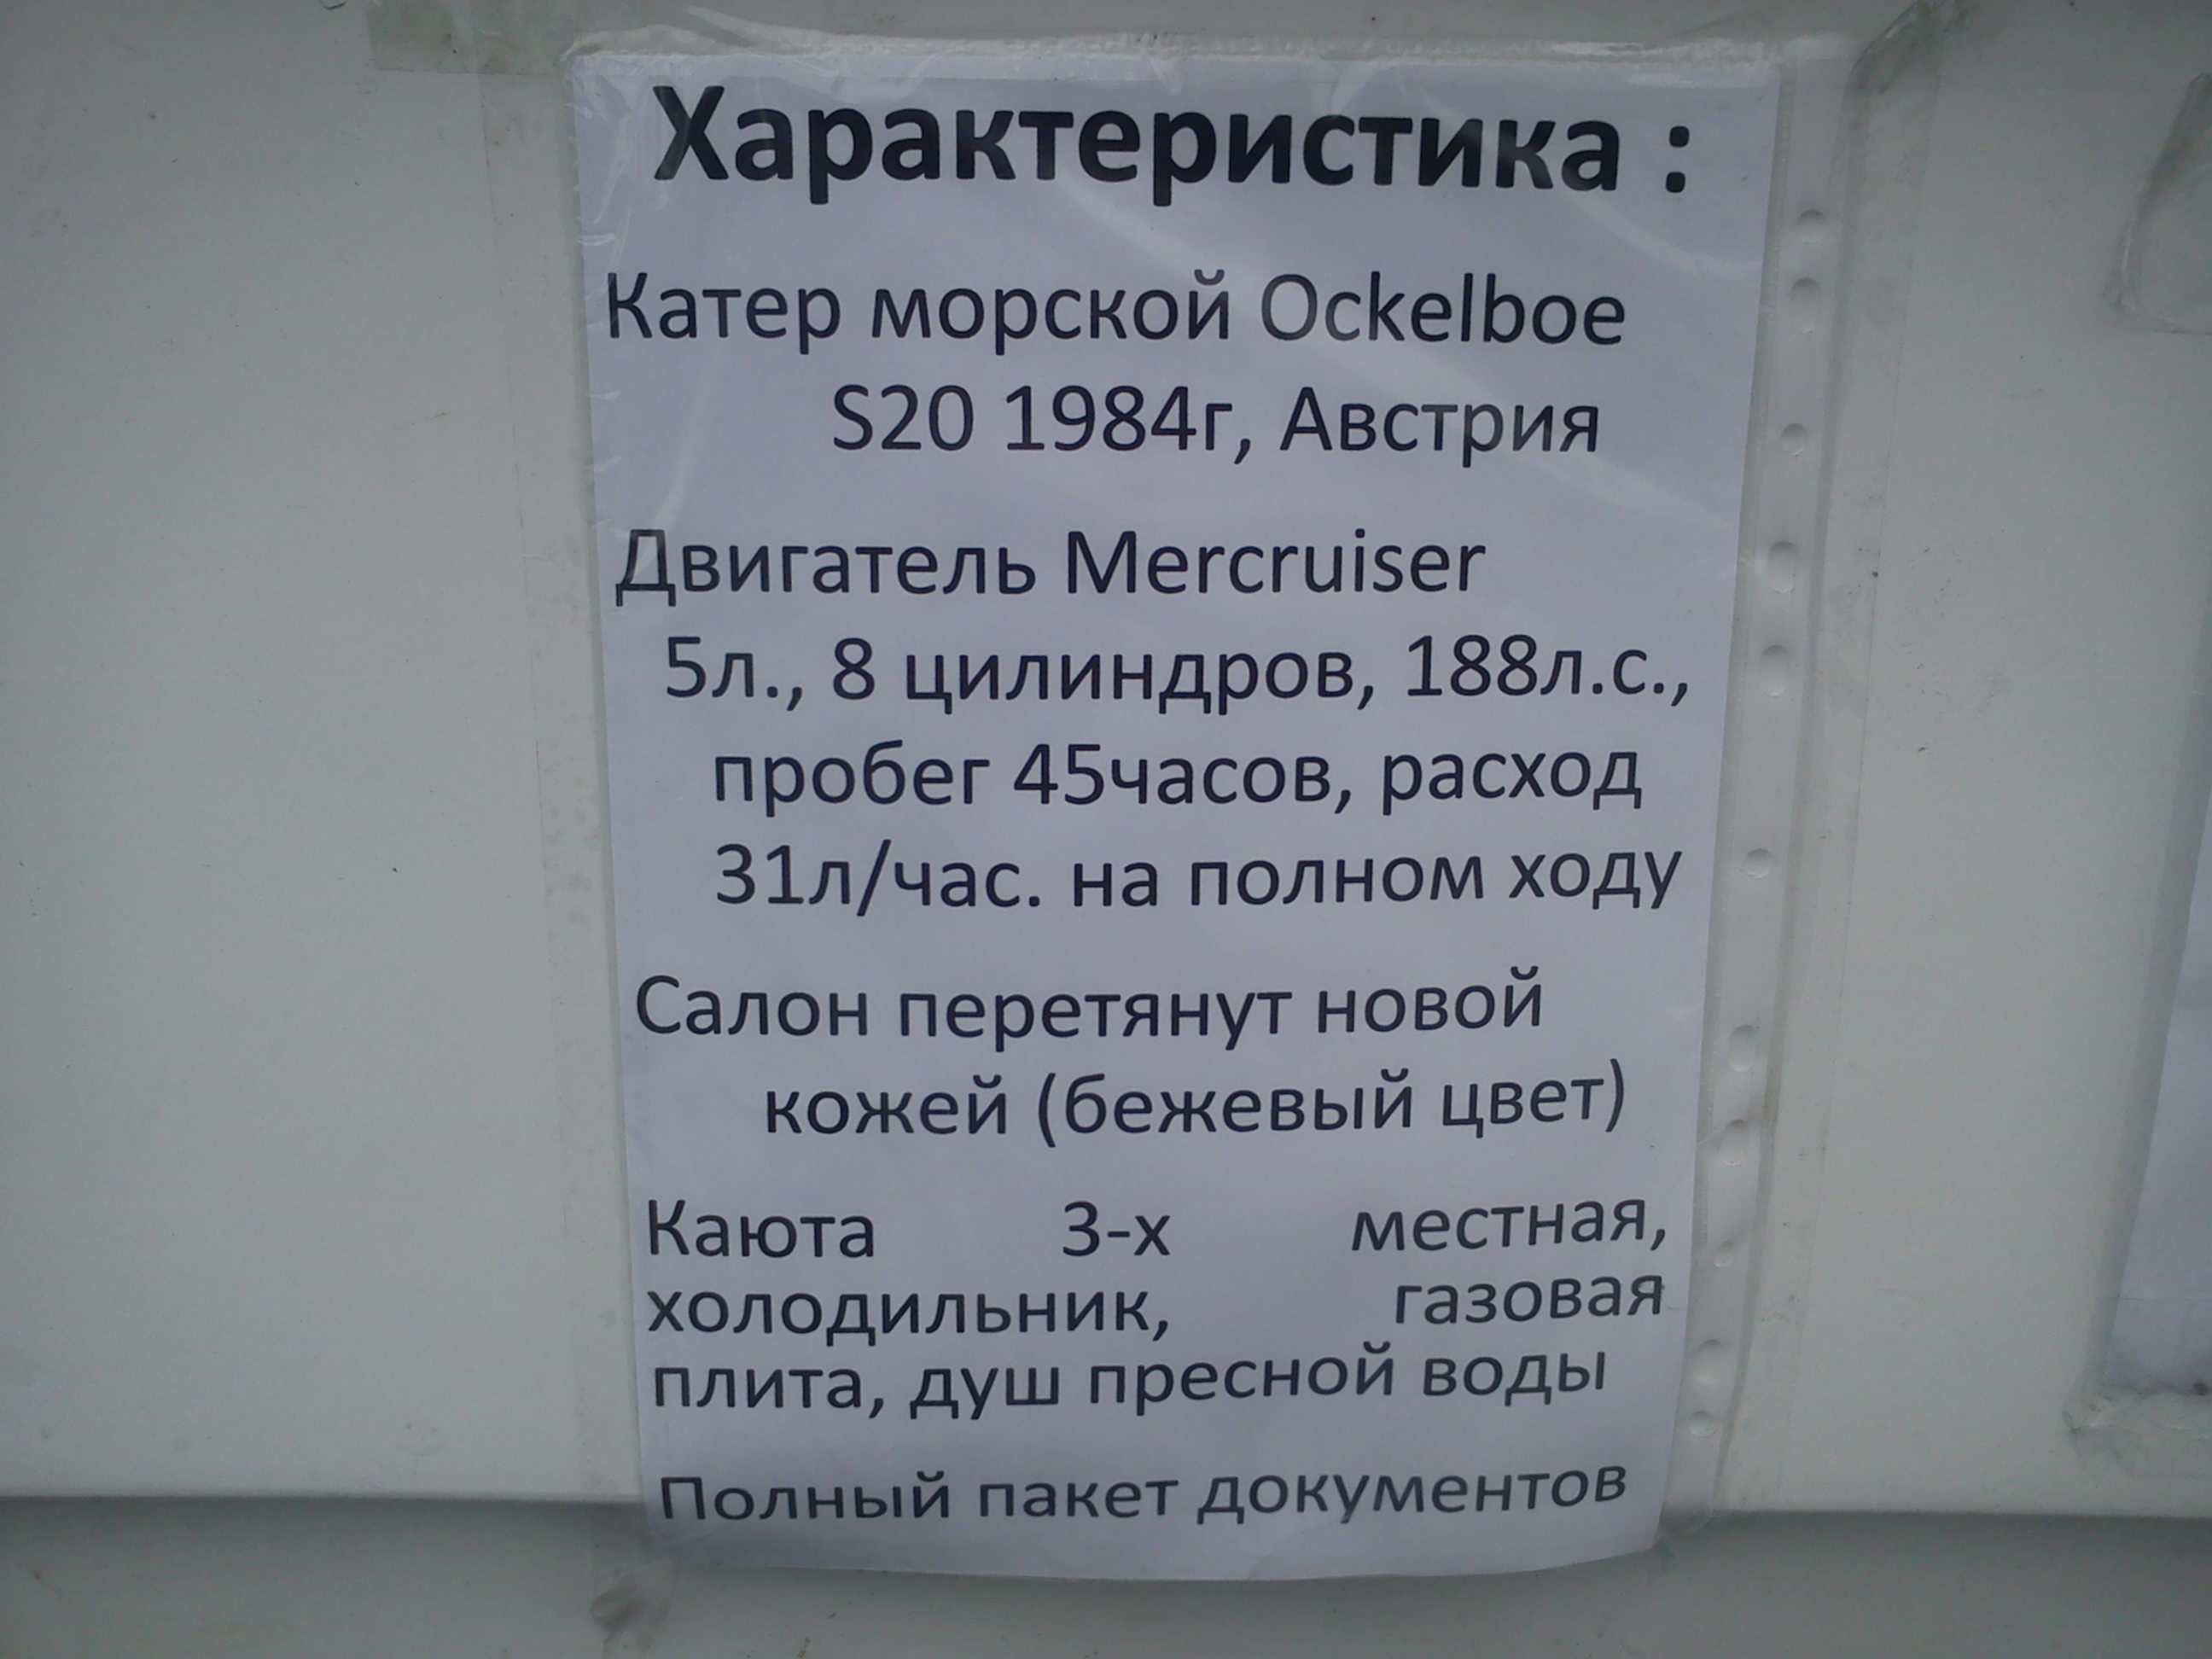 Характеристика :
Катер морской Ockelboe
S20 1984г, Австрия
Двигатель Mercruiser
5л., 8 цилиндров, 188л.с.,
пробег 45часов, расход
31л/час. на полном ходу
Салон перетянут новой
кожей (бежевый цвет)
Каюта 3-х местная,
холодильник, газовая
плита, душ пресной воды
Полный пакет документов